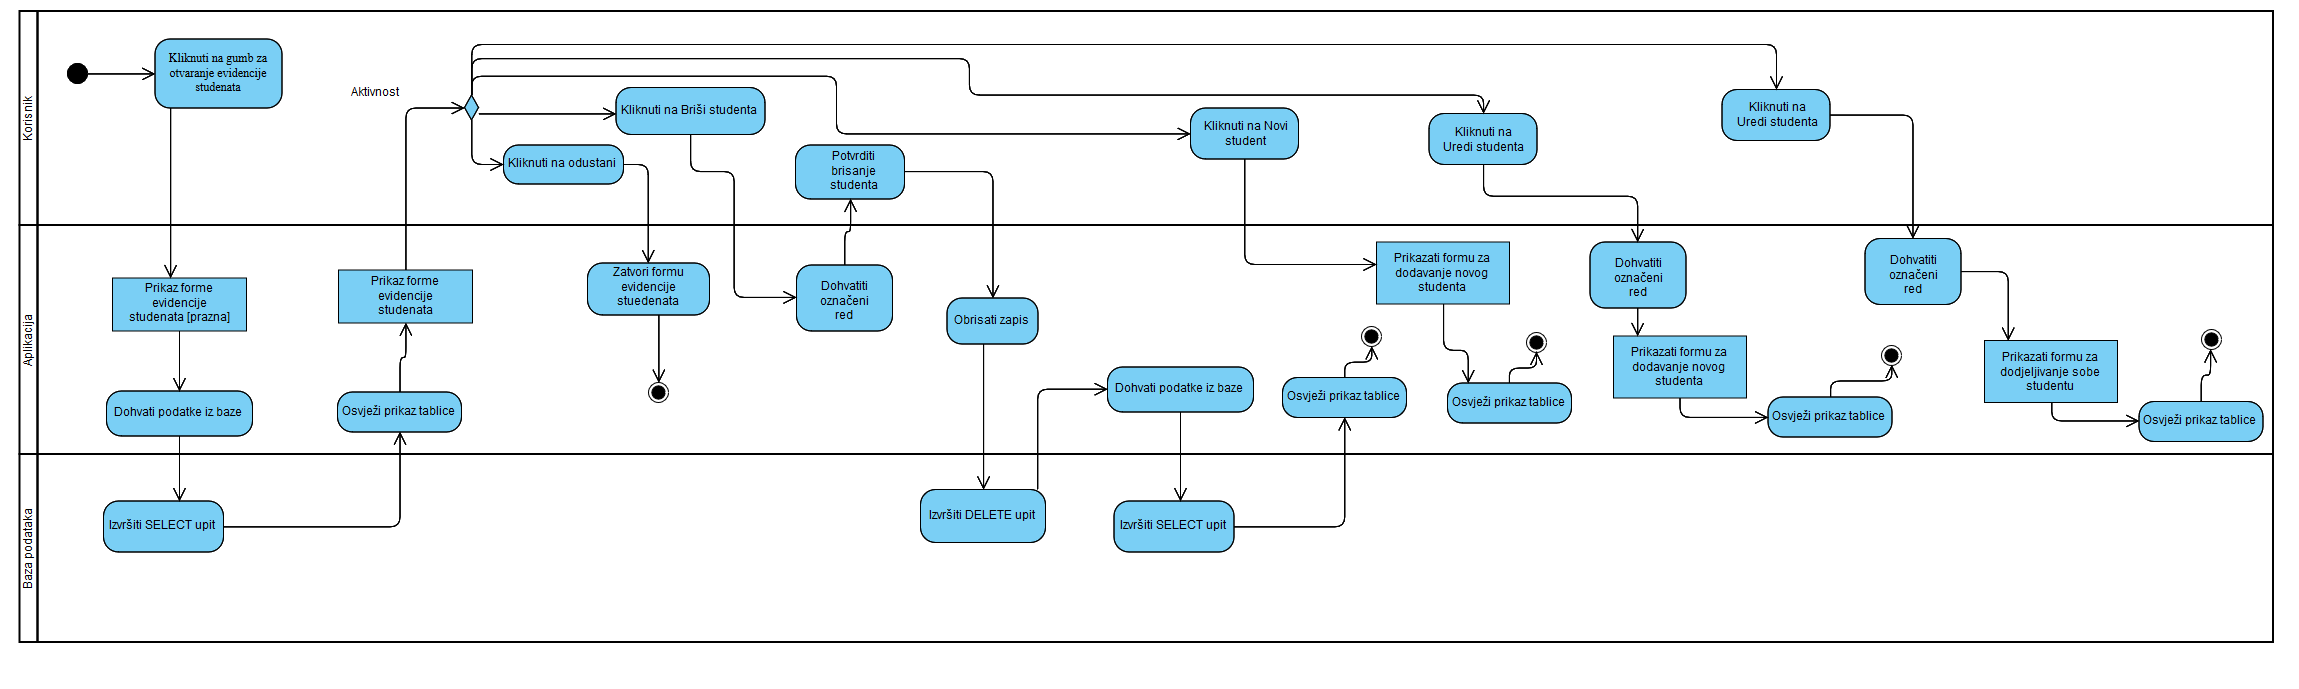 Korisnik
Kliknuti na gumb za
otvaranje evidencije
studenata
Aktivnost
Kliknuti na Briši studenta
Kliknuti na odustani
Potvrditi
brisanje
studenta
Kliknuti na Novi
student
Kliknuti na
Uredi studenta
Kliknuti na
Uredi studenta
Aplikacija
Prikaz forme
evidencije
studenata [prazna]
Dohvati podatke iz baze
Prikaz forme
evidencije
studenata
Osvježi prikaz tablice
Zatvori formu
evidencije
stuedenata
Dohvatiti
označeni
red
Obrisati zapis
Dohvati podatke iz baze
Osvježi prikaz tablice
Prikazati formu za
dodavanje novog
studenta
Osvježi prikaz tablice
Dohvatiti
označeni
red
Prikazati formu za
dodavanje novog
studenta
Osvježi prikaz tablice
Dohvatiti
označeni
red
Prikazati formu za
dodjeljivanje sobe
studentu
Osvježi prikaz tablice
Baza podataka
Izvršiti SELECT upit
Izvršiti DELETE upit
Izvršiti SELECT upit